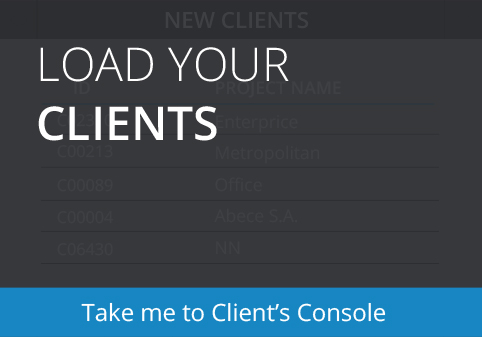 NEW CLIENTS
LOAD YOUR
ID PROJECT NAME
CLIENTS
Enterprice
C00213 Metropolitan
C00089 Office
C00004 Abece S.A.
C06430 NN
Take me to Client’s Console